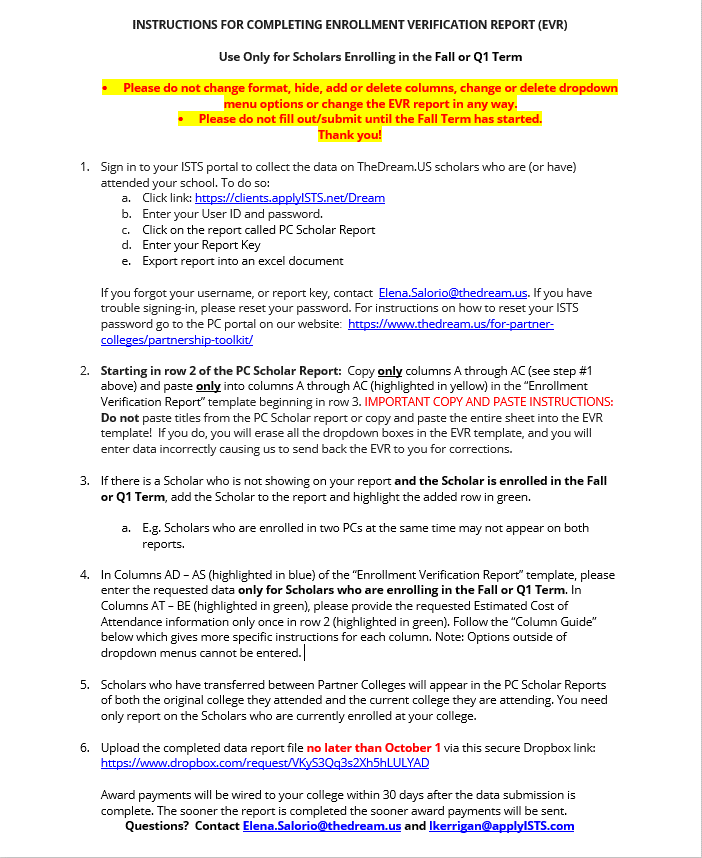 INSTRUCTIONS FOR COMPLETING ENROLLMENT VERIFICATION REPORT (EVR)
Use Only for Scholars Enrolling in the Fall or Q1 Term
• Please do not change format, hide, add or delete columns, change or delete dropdown
menu options or change the EVR report in any way.
• Please do not fill out/submit until the Fall Term has started.
Thank you!
1. Sign in to your ISTS portal to collect the data on TheDream.US scholars who are (or have)
attended your school. To do so:
a. Click link: https://clients.applyISTS.net/Dream
b. Enter your User ID and password.
c. Click on the report called PC Scholar Report
d. Enter your Report Key
e. Export report into an excel document
If you forgot your username, or report key, contact Elena.Salorio@thedream.us. If you have
trouble signing-in, please reset your password. For instructions on how to reset your ISTS
password go to the PC portal on our website: https://www.thedream.us/for-partner-
colleges/partnership-toolkit/
2. Starting in row 2 of the PC Scholar Report: Copy only columns A through AC (see step #1
above) and paste only into columns A through AC (highlighted in yellow) in the “Enrollment
Verification Report” template beginning in row 3. IMPORTANT COPY AND PASTE INSTRUCTIONS:
Do not paste titles from the PC Scholar report or copy and paste the entire sheet into the EVR
template! If you do, you will erase all the dropdown boxes in the EVR template, and you will
enter data incorrectly causing us to send back the EVR to you for corrections.
3. If there is a Scholar who is not showing on your report and the Scholar is enrolled in the Fall
or Q1 Term, add the Scholar to the report and highlight the added row in green.
a. E.g. Scholars who are enrolled in two PCs at the same time may not appear on both
reports.
4. In Columns AD – AS (highlighted in blue) of the “Enrollment Verification Report” template, please
enter the requested data only for Scholars who are enrolling in the Fall or Q1 Term. In
Columns AT – BE (highlighted in green), please provide the requested Estimated Cost of
Attendance information only once in row 2 (highlighted in green). Follow the “Column Guide”
below which gives more specific instructions for each column. Note: Options outside of
dropdown menus cannot be entered.
5. Scholars who have transferred between Partner Colleges will appear in the PC Scholar Reports
of both the original college they attended and the current college they are attending. You need
only report on the Scholars who are currently enrolled at your college.
6. Upload the completed data report file no later than October 1 via this secure Dropbox link:
https://www.dropbox.com/request/VKyS3Qq3s2Xh5hLULYAD
Award payments will be wired to your college within 30 days after the data submission is
complete. The sooner the report is completed the sooner award payments will be sent.
Questions? Contact Elena.Salorio@thedream.us and lkerrigan@applyISTS.com